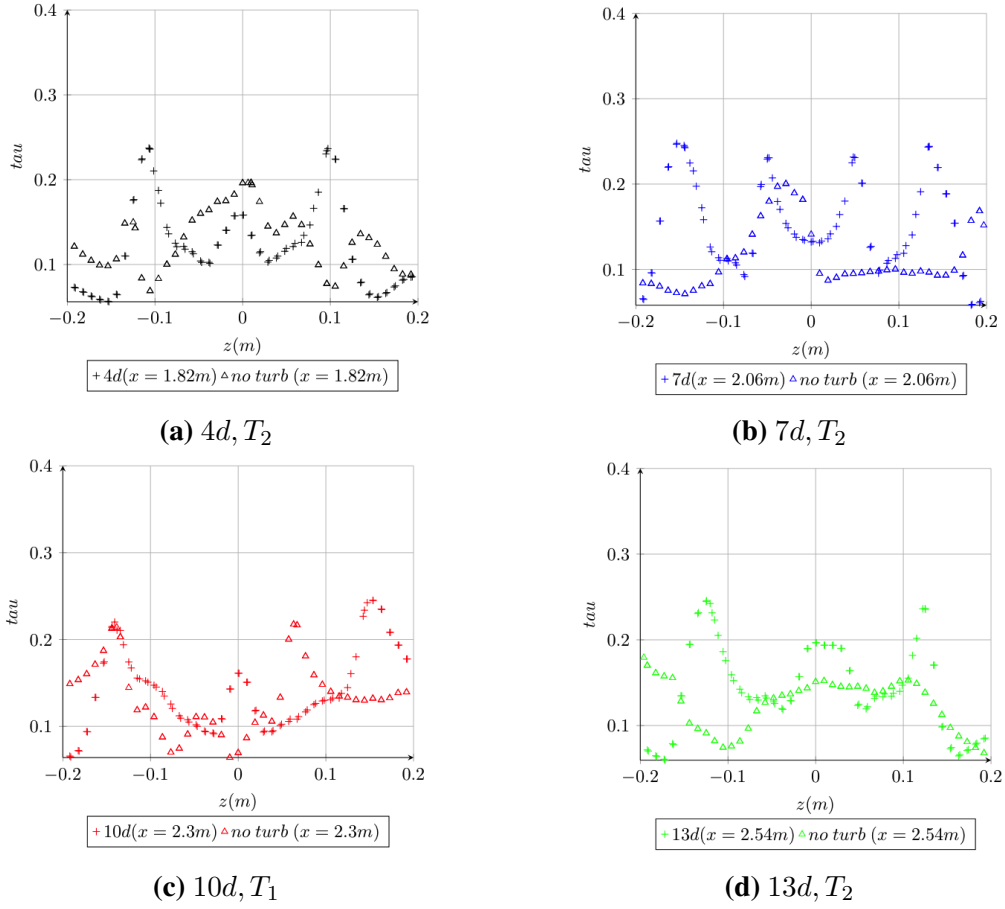 0.4
0.3
0.2
0.1
tau
−0.2 −0.1 0 0.1 0.2
z(m)
+ 4d(x = 1.82m) △ no turb (x = 1.82m)
(a) 4d, T₂
0.4
0.3
0.2
0.1
tau
−0.2 −0.1 0 0.1 0.2
z(m)
+ 7d(x = 2.06m) △ no turb (x = 2.06m)
(b) 7d, T₂
0.4
0.3
0.2
0.1
tau
−0.2 −0.1 0 0.1 0.2
z(m)
+ 10d(x = 2.3m) △ no turb (x = 2.3m)
(c) 10d, T₁
0.4
0.3
0.2
0.1
tau
−0.2 −0.1 0 0.1 0.2
z(m)
+ 13d(x = 2.54m) △ no turb (x = 2.54m)
(d) 13d, T₂